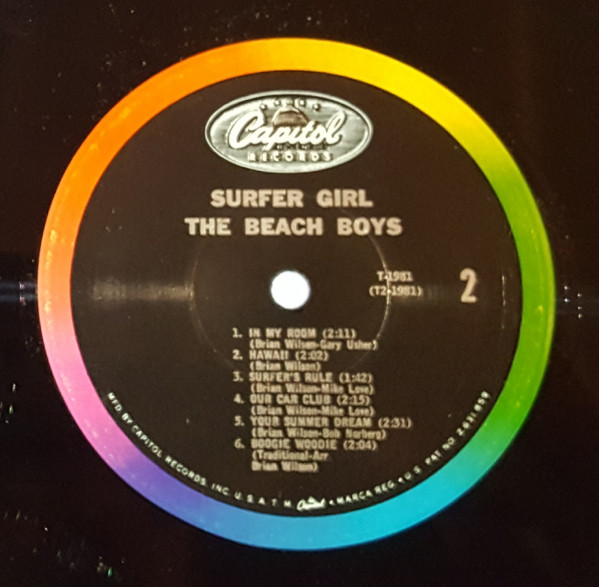 Capitol
RECORDS
SURFER GIRL
THE BEACH BOYS
T-1981
(T2-1981)
2
1. IN MY ROOM (2:11)
(Brian Wilson-Gary Usher)
2. HAWAII (2:02)
(Brian Wilson)
3. SURFER'S RULE (1:42)
(Brian Wilson-Mike Love)
4. OUR CAR CLUB (2:15)
(Brian Wilson-Mike Love)
5. YOUR SUMMER DREAM (2:31)
(Brian Wilson-Bob Norberg)
6. BOOGIE WOODIE (2:04)
(Traditional-Arr
Brian Wilson)
MFD. BY CAPITOL RECORDS, INC. U.S.A. T.M. Capitol • MARCA REG. • U.S. PAT. NO. 2,631,859